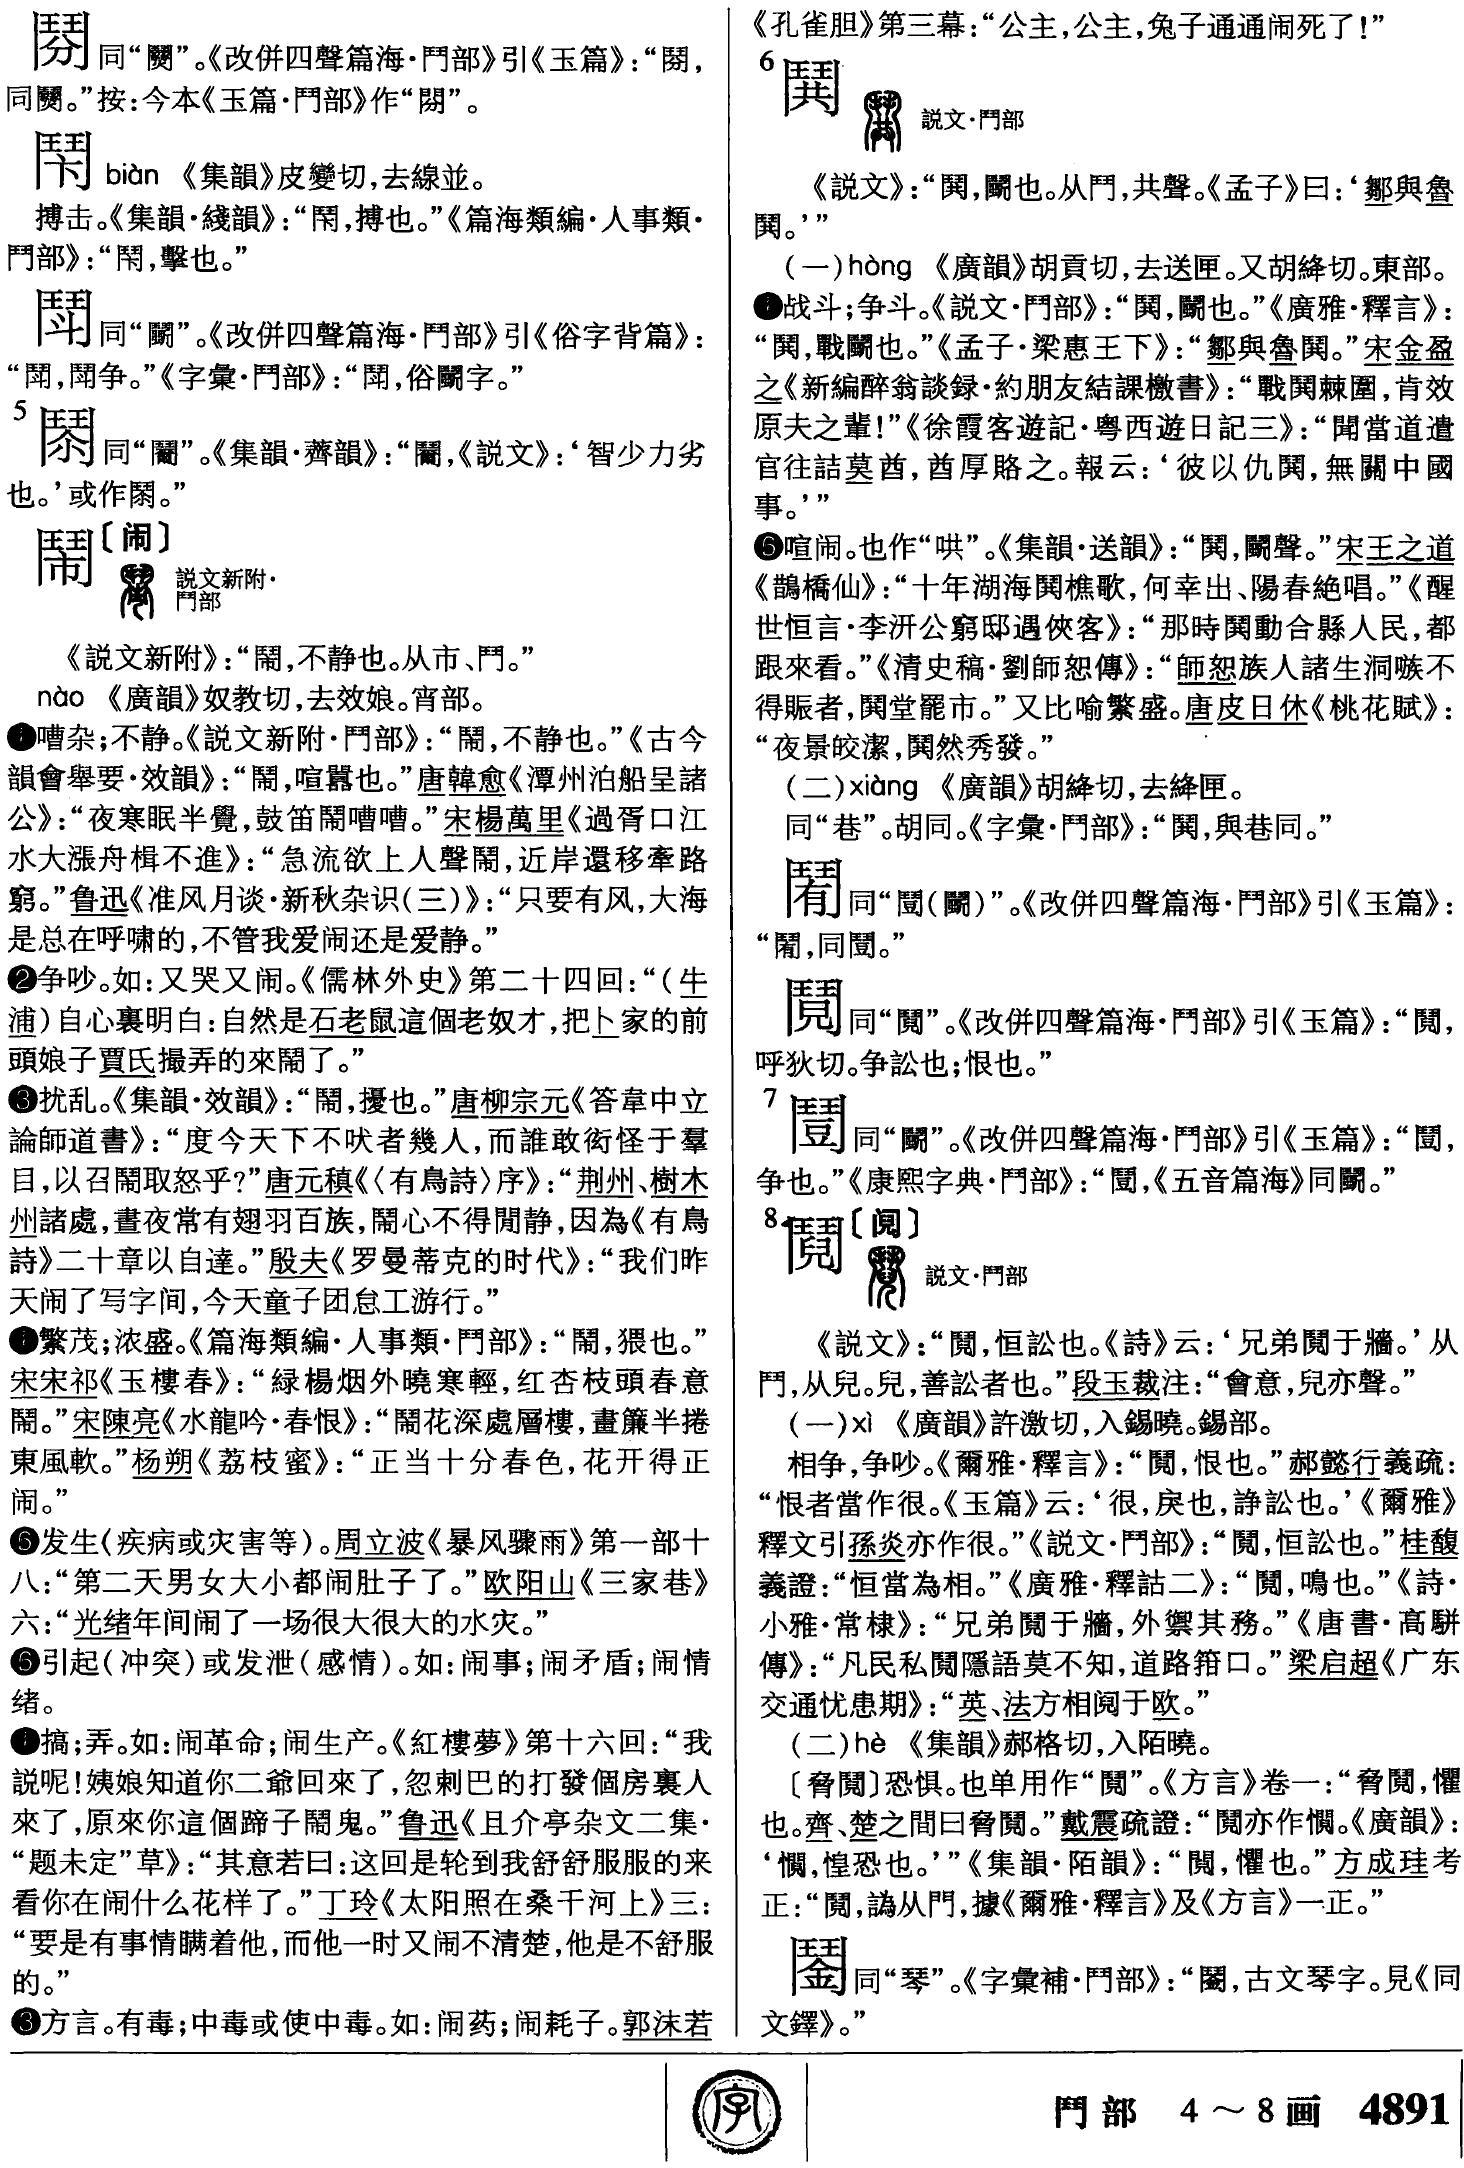 同“鬮”。《改併四聲篇海·鬥部》引《玉篇》：“䦧，
同鬮。”按：今本《玉篇·鬥部》作“䦧”。
biàn 《集韻》皮變切，去線並。
搏击。《集韻·綫韻》：“閇，搏也。”《篇海類編·人事類·
鬥部》：“閇，擊也。”
鬦 同“鬭”。《改併四聲篇海·鬥部》引《俗字背篇》：
“鬦，鬦争。”《字彙·鬥部》：“鬦，俗鬭字。”
5
同“䦵”。《集韻·薺韻》：“䦵，《説文》：‘智少力劣
也。’或作䦖。”
鬧〔闹〕
説文新附·
鬥部
《説文新附》：“鬧，不静也。从市、鬥。”
nào 《廣韻》奴教切，去效娘。宵部。
❶嘈杂；不静。《説文新附·鬥部》：“鬧，不静也。”《古今
韻會舉要·效韻》：“鬧，喧囂也。”唐韓愈《潭州泊船呈諸
公》：“夜寒眠半覺，鼓笛鬧嘈嘈。”宋楊萬里《過胥口江
水大漲舟楫不進》：“急流欲上人聲鬧，近岸還移牽路
窮。”鲁迅《准风月谈·新秋杂识(三)》：“只要有风，大海
是总在呼啸的，不管我爱闹还是爱静。”
❷争吵。如：又哭又闹。《儒林外史》第二十四回：“(牛
浦)自心裏明白：自然是石老鼠這個老奴才，把卜家的前
頭娘子賈氏撮弄的來鬧了。”
❸扰乱。《集韻·效韻》：“鬧，擾也。”唐柳宗元《答韋中立
論師道書》：“度今天下不吠者幾人，而誰敢衒怪于羣
目，以召鬧取怒乎？”唐元稹《〈有鳥詩〉序》：“荆州、樹木
州諸處，晝夜常有翅羽百族，鬧心不得閒静，因為《有鳥
詩》二十章以自達。”殷夫《罗曼蒂克的时代》：“我们昨
天闹了写字间，今天童子团怠工游行。”
❹繁茂；浓盛。《篇海類編·人事類·鬥部》：“鬧，猥也。”
宋宋祁《玉樓春》：“緑楊烟外曉寒輕，红杏枝頭春意
鬧。”宋陳亮《水龍吟·春恨》：“鬧花深處層樓，畫簾半捲
東風軟。”杨朔《荔枝蜜》：“正当十分春色，花开得正
闹。”
❺发生(疾病或灾害等)。周立波《暴风骤雨》第一部十
八：“第二天男女大小都闹肚子了。”欧阳山《三家巷》
六：“光绪年间闹了一场很大很大的水灾。”
❻引起(冲突)或发泄(感情)。如：闹事；闹矛盾；闹情
绪。
❼搞；弄。如：闹革命；闹生产。《紅樓夢》第十六回：“我
説呢！姨娘知道你二爺回來了，忽剌巴的打發個房裏人
來了，原來你這個蹄子鬧鬼。”鲁迅《且介亭杂文二集·
“题未定”草》：“其意若曰：这回是轮到我舒舒服服的来
看你在闹什么花样了。”丁玲《太阳照在桑干河上》三：
“要是有事情瞒着他，而他一时又闹不清楚，他是不舒服
的。”
❽方言。有毒；中毒或使中毒。如：闹药；闹耗子。郭沫若
《孔雀胆》第三幕：“公主，公主，兔子通通闹死了！”
6
鬨
説文·鬥部
《説文》：“鬨，鬭也。从鬥，共聲。《孟子》曰：‘鄒與魯
鬨。’”
(一)hòng 《廣韻》胡貢切，去送匣。又胡絳切。東部。
❶战斗；争斗。《説文·鬥部》：“鬨，鬭也。”《廣雅·釋言》：
“鬨，戰鬭也。”《孟子·梁惠王下》：“鄒與魯鬨。”宋金盈
之《新編醉翁談録·約朋友結課檄書》：“戰鬨棘圍，肯效
原夫之輩！”《徐霞客遊記·粤西遊日記三》：“聞當道遣
官往詰莫酋，酋厚賂之。報云：‘彼以仇鬨，無關中國
事。’”
❷喧闹。也作“哄”。《集韻·送韻》：“鬨，鬭聲。”宋王之道
《鵲橋仙》：“十年湖海鬨樵歌，何幸出、陽春絶唱。”《醒
世恒言·李汧公窮邸遇俠客》：“那時鬨動合縣人民，都
跟來看。”《清史稿·劉師恕傳》：“師恕族人諸生洞嗾不
得賑者，鬨堂罷市。”又比喻繁盛。唐皮日休《桃花賦》：
“夜景皎潔，鬨然秀發。”
(二)xiàng 《廣韻》胡絳切，去絳匣。
同“巷”。胡同。《字彙·鬥部》：“鬨，與巷同。”
同“鬪(鬭)”。《改併四聲篇海·鬥部》引《玉篇》：
同“鬩”。《改併四聲篇海·鬥部》引《玉篇》：“
呼狄切。争訟也；恨也。”
7
鬪 同“鬭”。《改併四聲篇海·鬥部》引《玉篇》：“鬪，
争也。”《康熙字典·鬥部》：“鬪，《五音篇海》同鬭。”
8
鬩〔阋〕
説文·鬥部
《説文》：“鬩，恒訟也。《詩》云：‘兄弟鬩于牆。’从
鬥，从兒。兒，善訟者也。”段玉裁注：“會意，兒亦聲。”
(一)xì 《廣韻》許激切，入錫曉。錫部。
相争，争吵。《爾雅·釋言》：“鬩，恨也。”郝懿行義疏：
“恨者當作很。《玉篇》云：‘很，戾也，諍訟也。’《爾雅》
釋文引孫炎亦作很。”《説文·鬥部》：“鬩，恒訟也。”桂馥
義證：“恒當為相。”《廣雅·釋詁二》：“鬩，鳴也。”《詩·
小雅·常棣》：“兄弟鬩于牆，外禦其務。”《唐書·高駢
傳》：“凡民私鬩隱語莫不知，道路箝口。”梁启超《广东
交通忧患期》：“英、法方相阋于欧。”
(二)hè 《集韻》郝格切，入陌曉。
〔脅鬩〕恐惧。也单用作“鬩”。《方言》卷一：“脅鬩，懼
也。齊、楚之間曰脅鬩。”戴震疏證：“鬩亦作憪。《廣韻》：
‘憪，惶恐也。’”《集韻·陌韻》：“鬩，懼也。”方成珪考
正：“鬩，譌从門，據《爾雅·釋言》及《方言》一正。”
同“琴”。《字彙補·鬥部》：“ ，古文琴字。見《同
文鐸》。”
字
鬥部 4～8画 4891